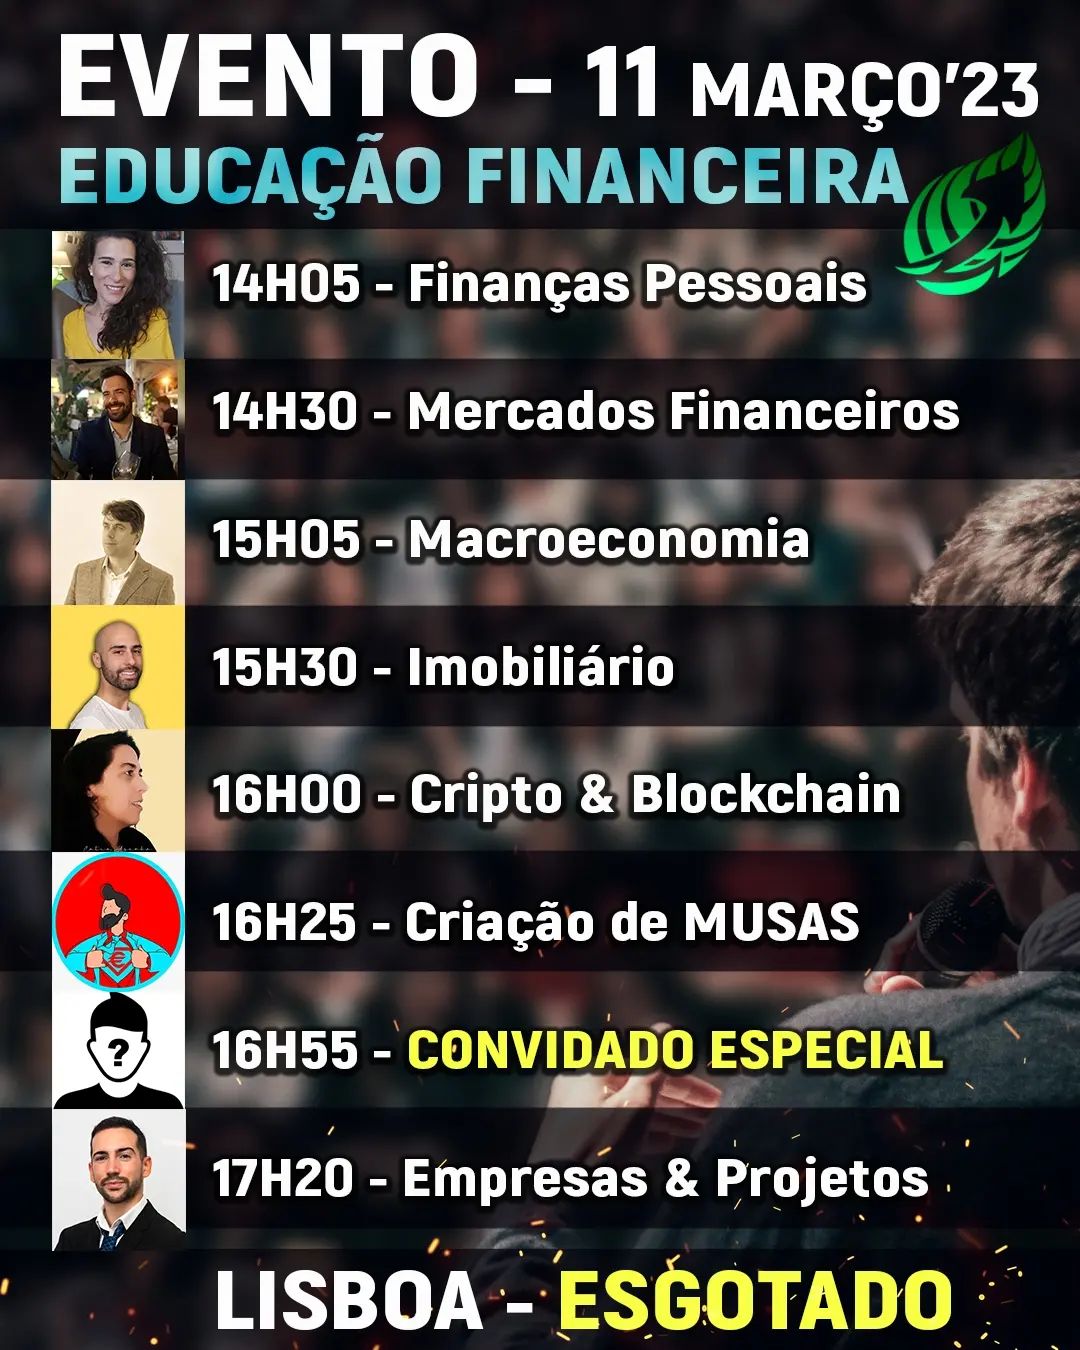 EVENTO - 11 MARÇO'23
EDUCAÇÃO FINANCEIRA
14H05 - Finanças Pessoais
14H30 - Mercados Financeiros
15H05 - Macroeconomia
15H30 - Imobiliário
16H00 - Cripto & Blockchain
16H25 - Criação de MUSAS
€
?
16H55 - CONVIDADO ESPECIAL
17H20 - Empresas & Projetos
LISBOA - ESGOTADO